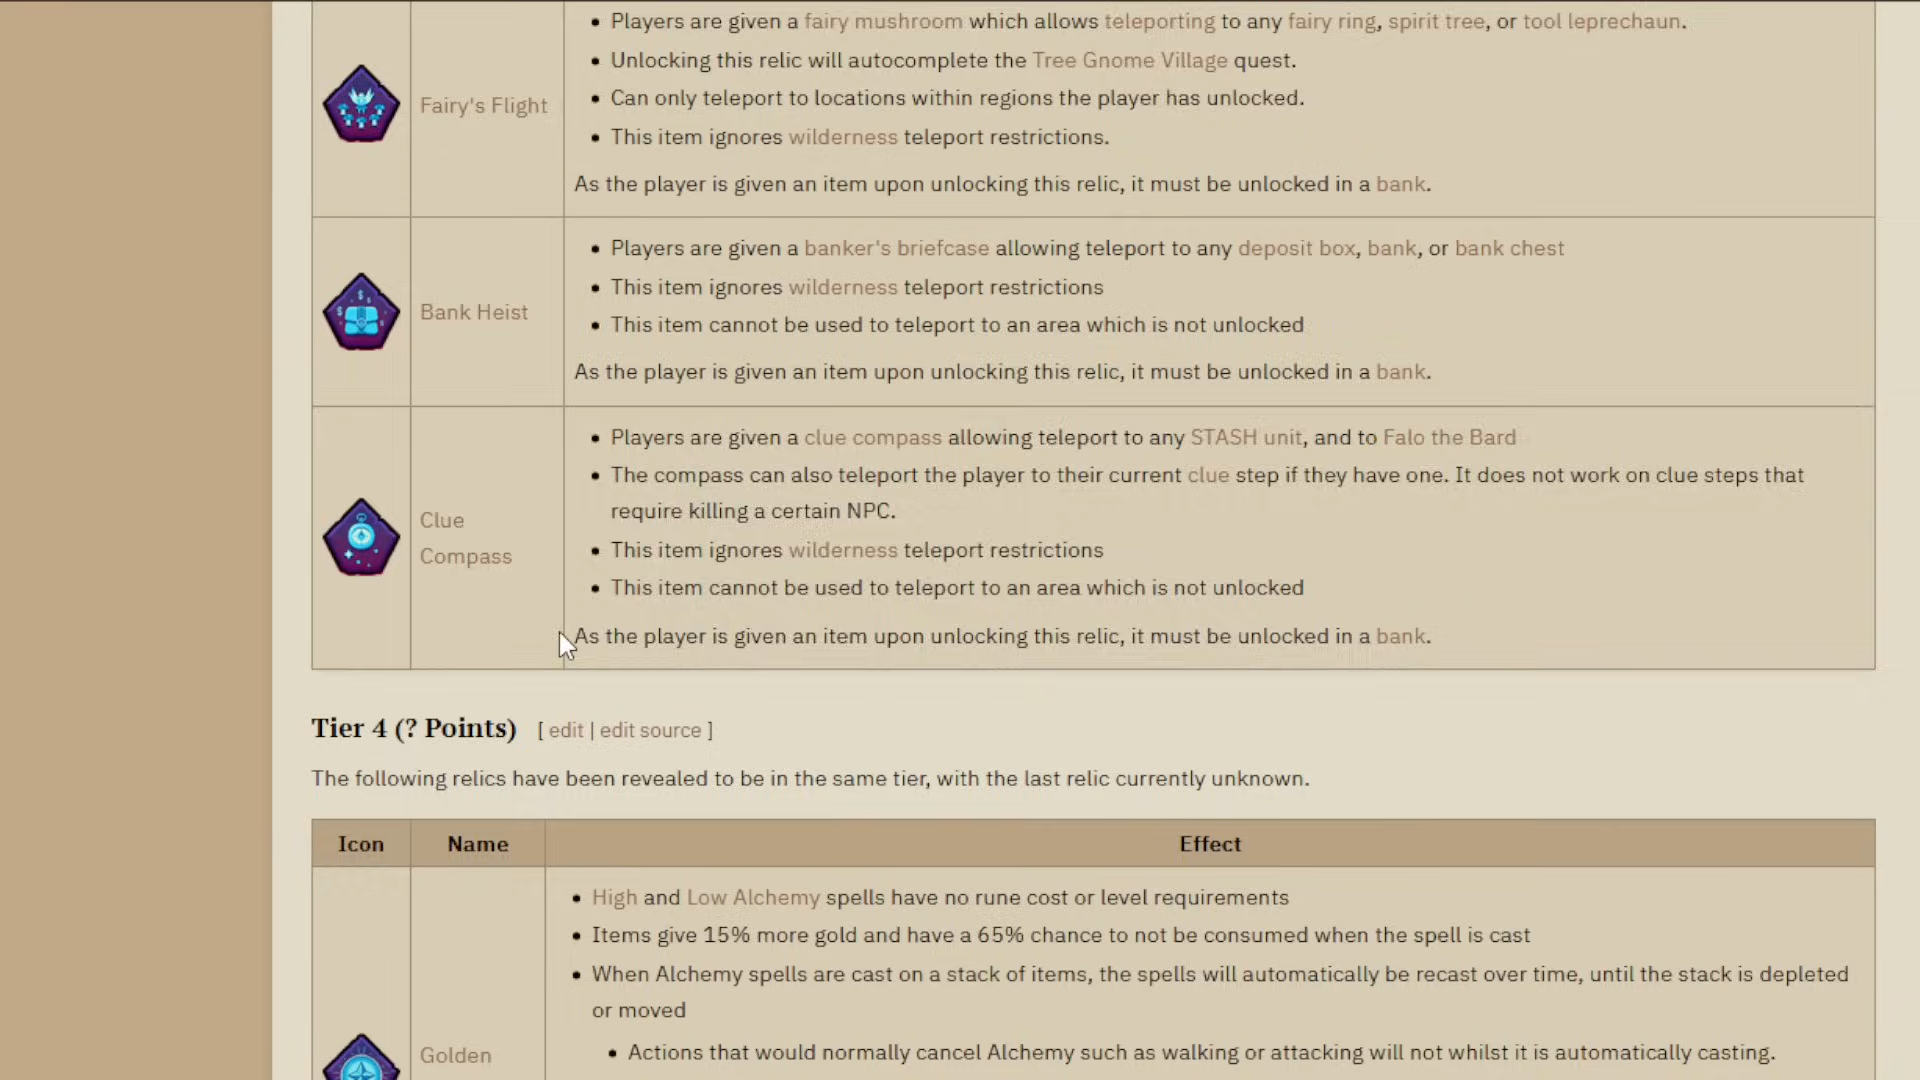 Players are given a fairy mushroom which allows teleporting to any fairy ring, spirit tree, or tool leprechaun.
Unlocking this relic will autocomplete the Tree Gnome Village quest.
Fairy's Flight
Can only teleport to locations within regions the player has unlocked.
This item ignores wilderness teleport restrictions.
As the player is given an item upon unlocking this relic, it must be unlocked in a bank.
Players are given a banker's briefcase allowing teleport to any deposit box, bank, or bank chest
This item ignores wilderness teleport restrictions
Bank Heist
This item cannot be used to teleport to an area which is not unlocked
As the player is given an item upon unlocking this relic, it must be unlocked in a bank.
Players are given a clue compass allowing teleport to any STASH unit, and to Falo the Bard
The compass can also teleport the player to their current clue step if they have one. It does not work on clue steps that
require killing a certain NPC.
Clue
Compass
This item ignores wilderness teleport restrictions
This item cannot be used to teleport to an area which is not unlocked
As the player is given an item upon unlocking this relic, it must be unlocked in a bank.
Tier 4 (? Points) [ edit | edit source ]
The following relics have been revealed to be in the same tier, with the last relic currently unknown.
Icon Name Effect
High and Low Alchemy spells have no rune cost or level requirements
Items give 15% more gold and have a 65% chance to not be consumed when the spell is cast
When Alchemy spells are cast on a stack of items, the spells will automatically be recast over time, until the stack is depleted
or moved
Golden
Actions that would normally cancel Alchemy such as walking or attacking will not whilst it is automatically casting.